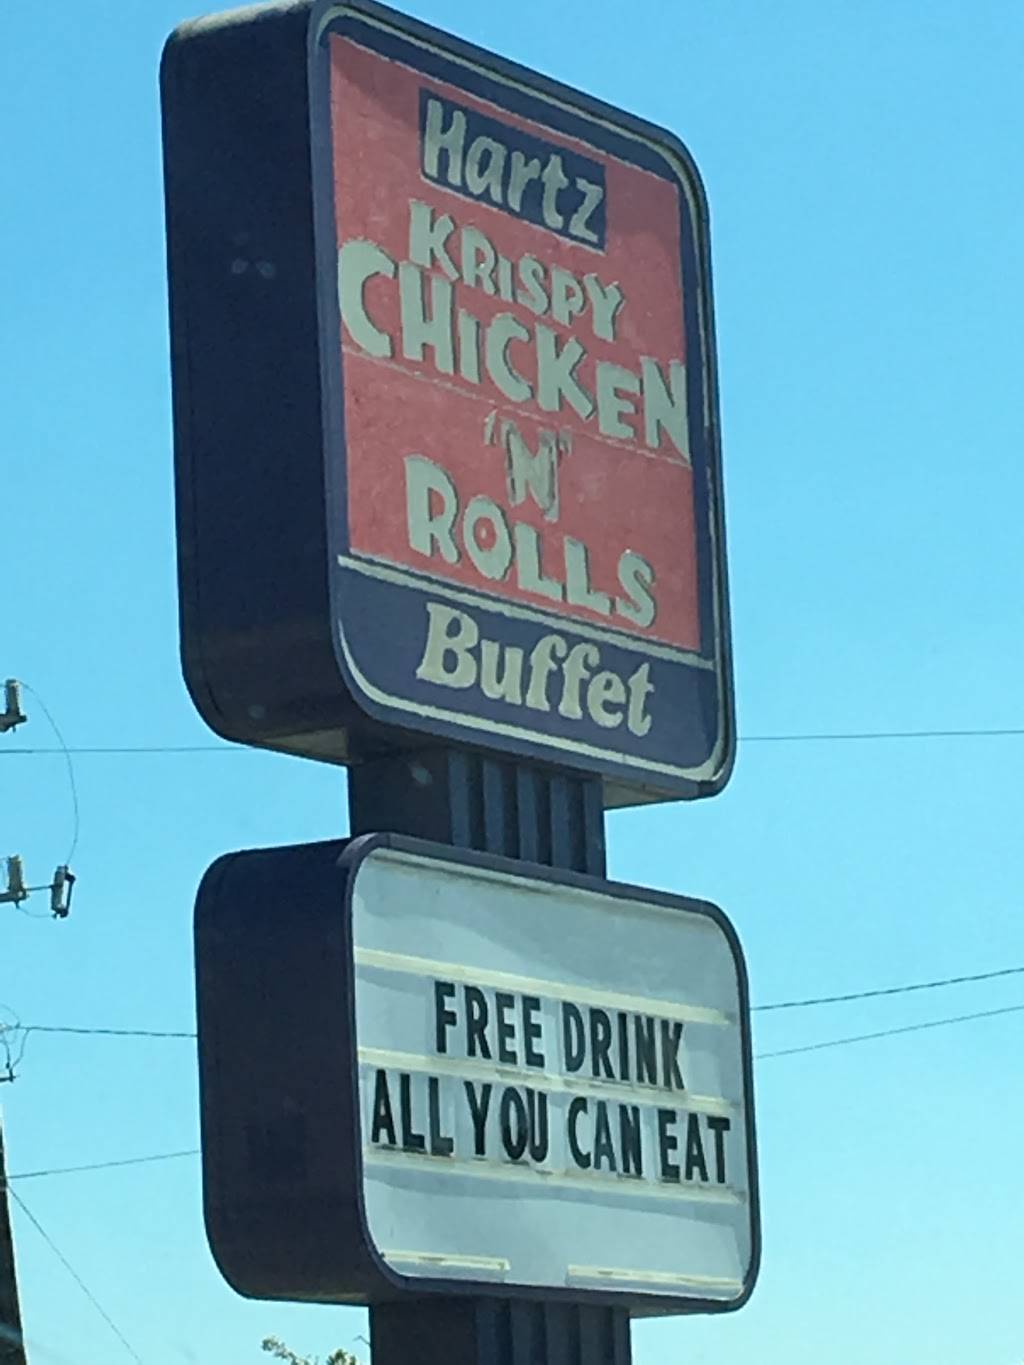 Hartz
KRISPY
CHICKEN
"N"
ROLLS
Buffet
FREE DRINK
ALL YOU CAN EAT